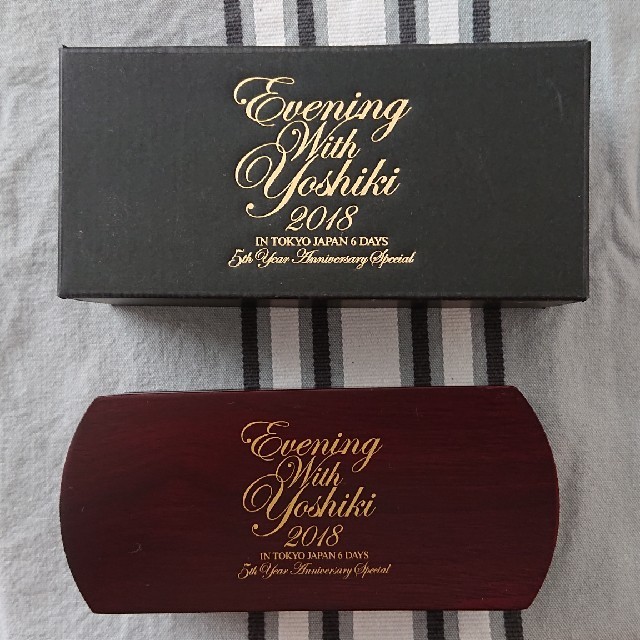 Evening
With
Yoshiki
2018
IN TOKYO JAPAN 6 DAYS
5th Year Anniversary Special
Evening
With
Yoshiki
2018
IN TOKYO JAPAN 6 DAYS
5th Year Anniversary Special